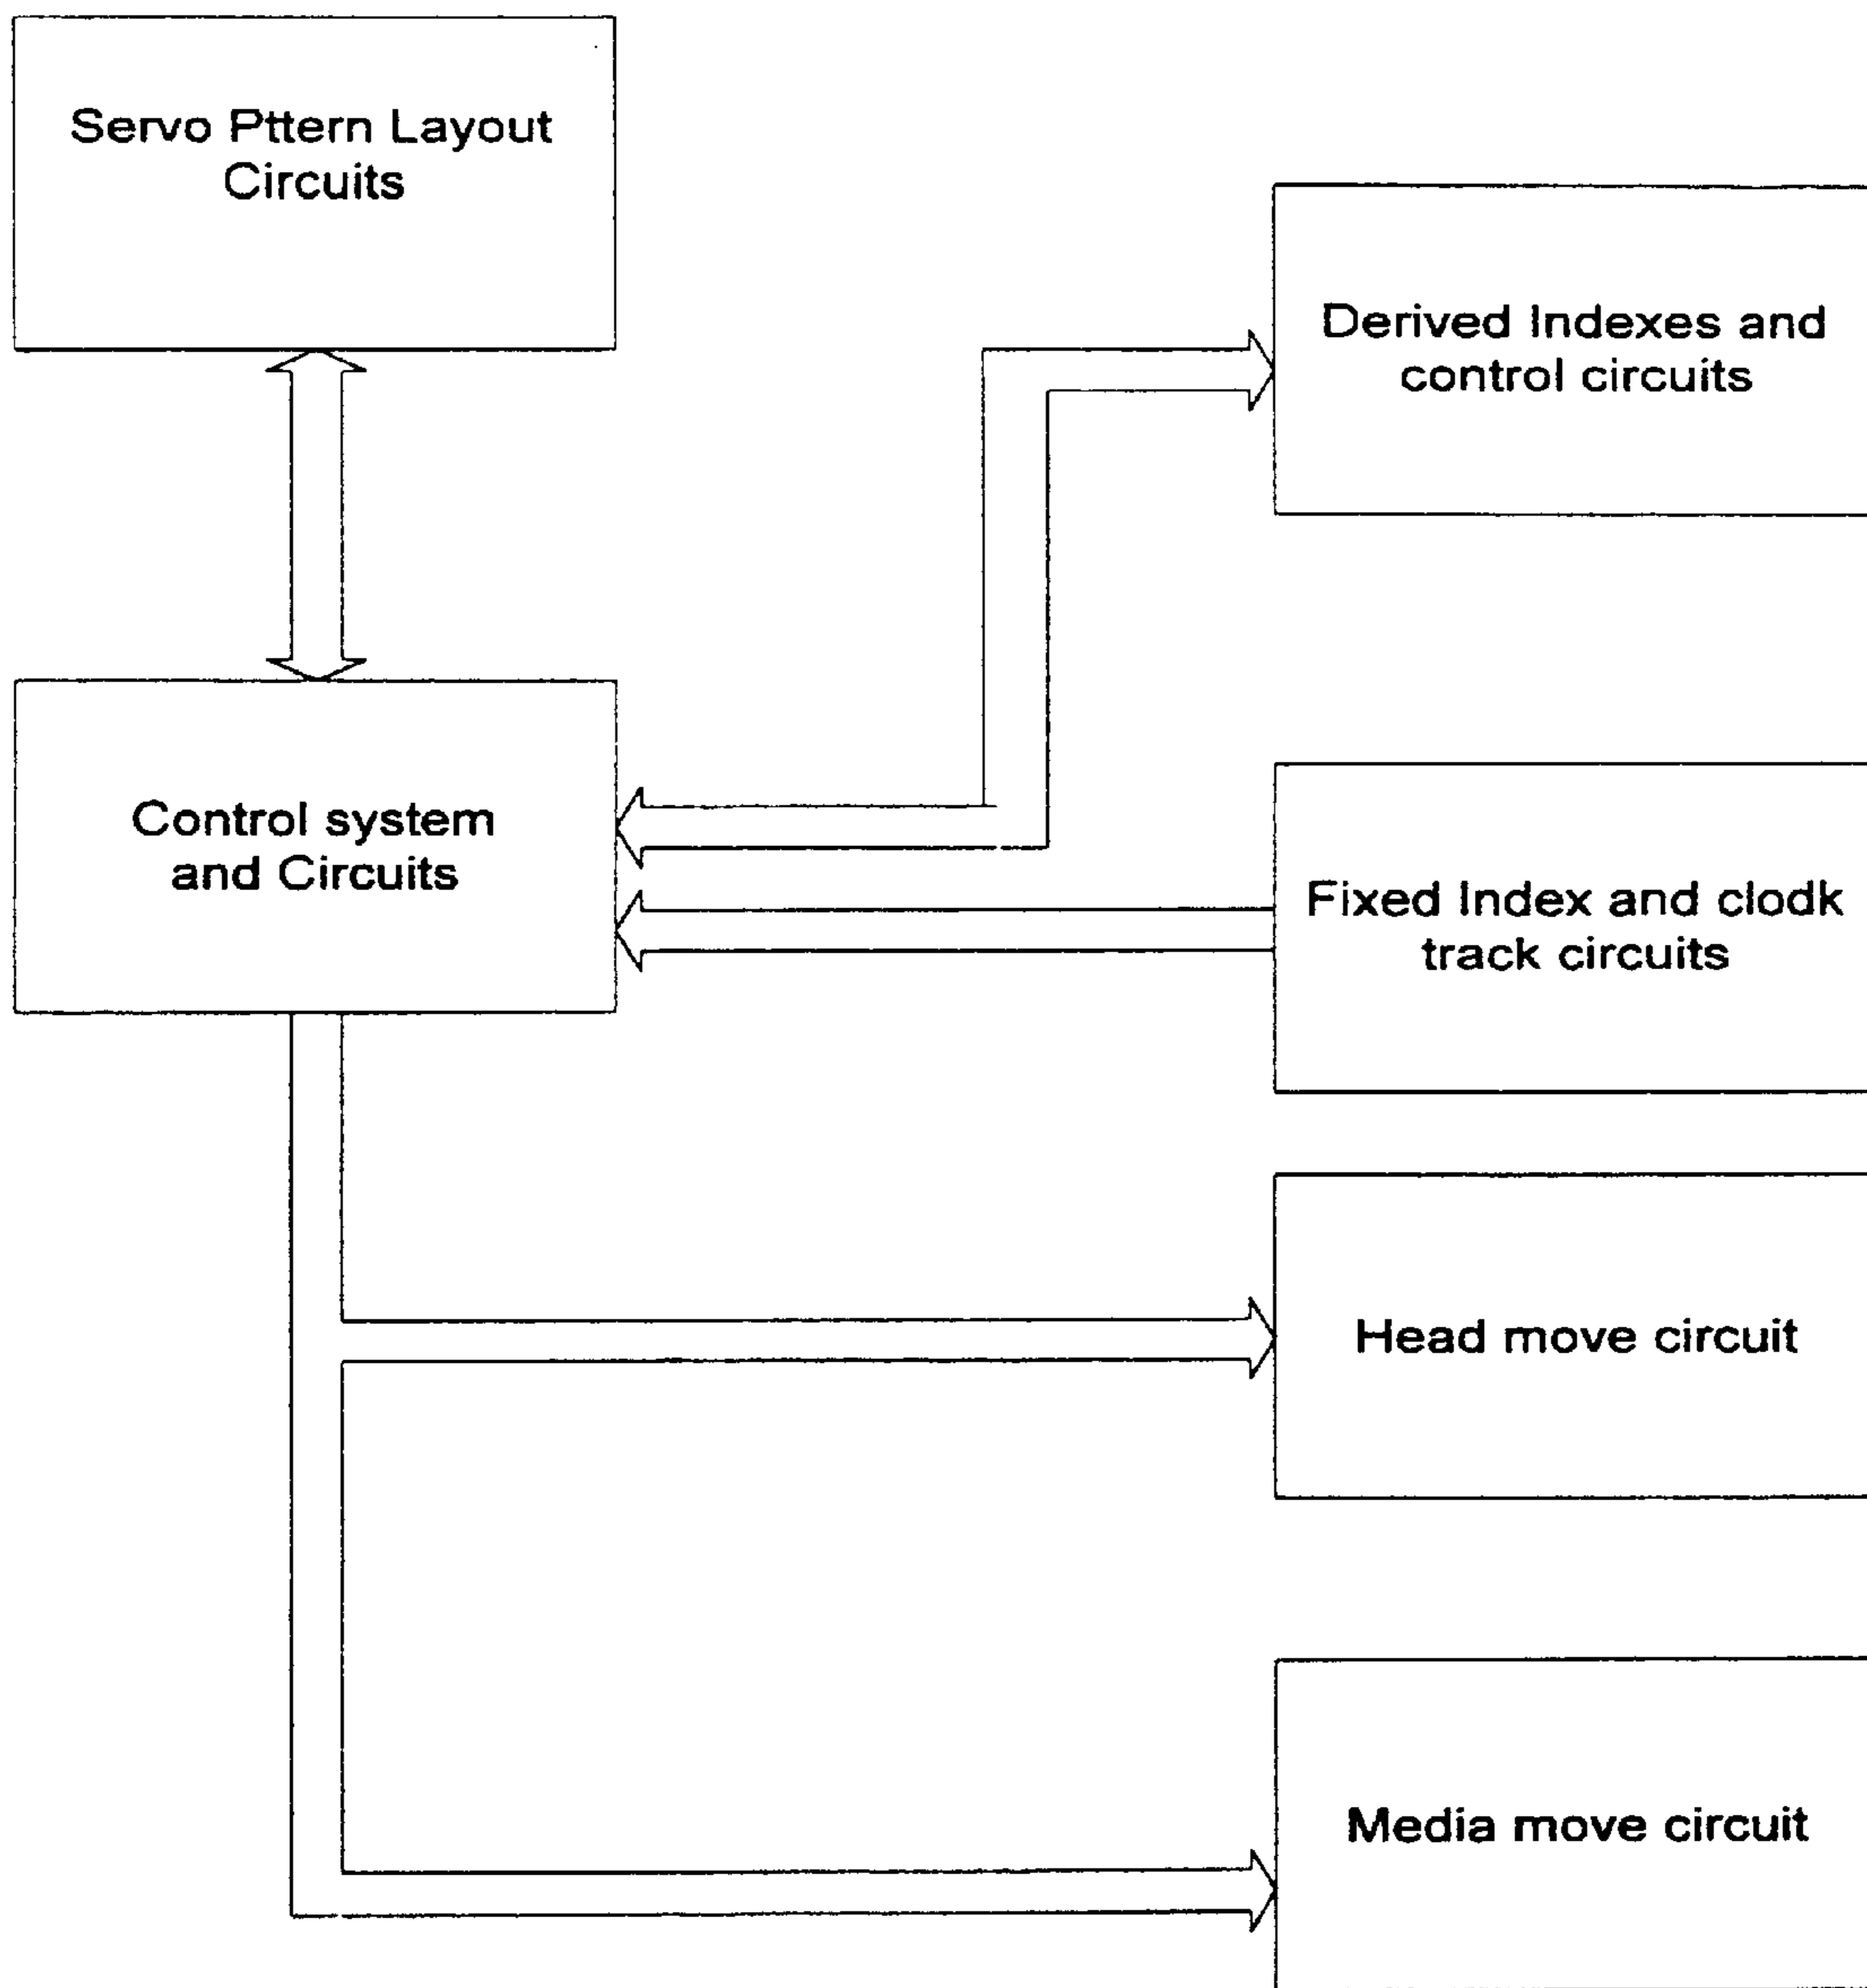 Servo Pttern Layout
Circuits
Derived Indexes and
control circuits
Control system
and Circuits
Fixed Index and clodk
track circuits
Head move circuit
Media move circuit